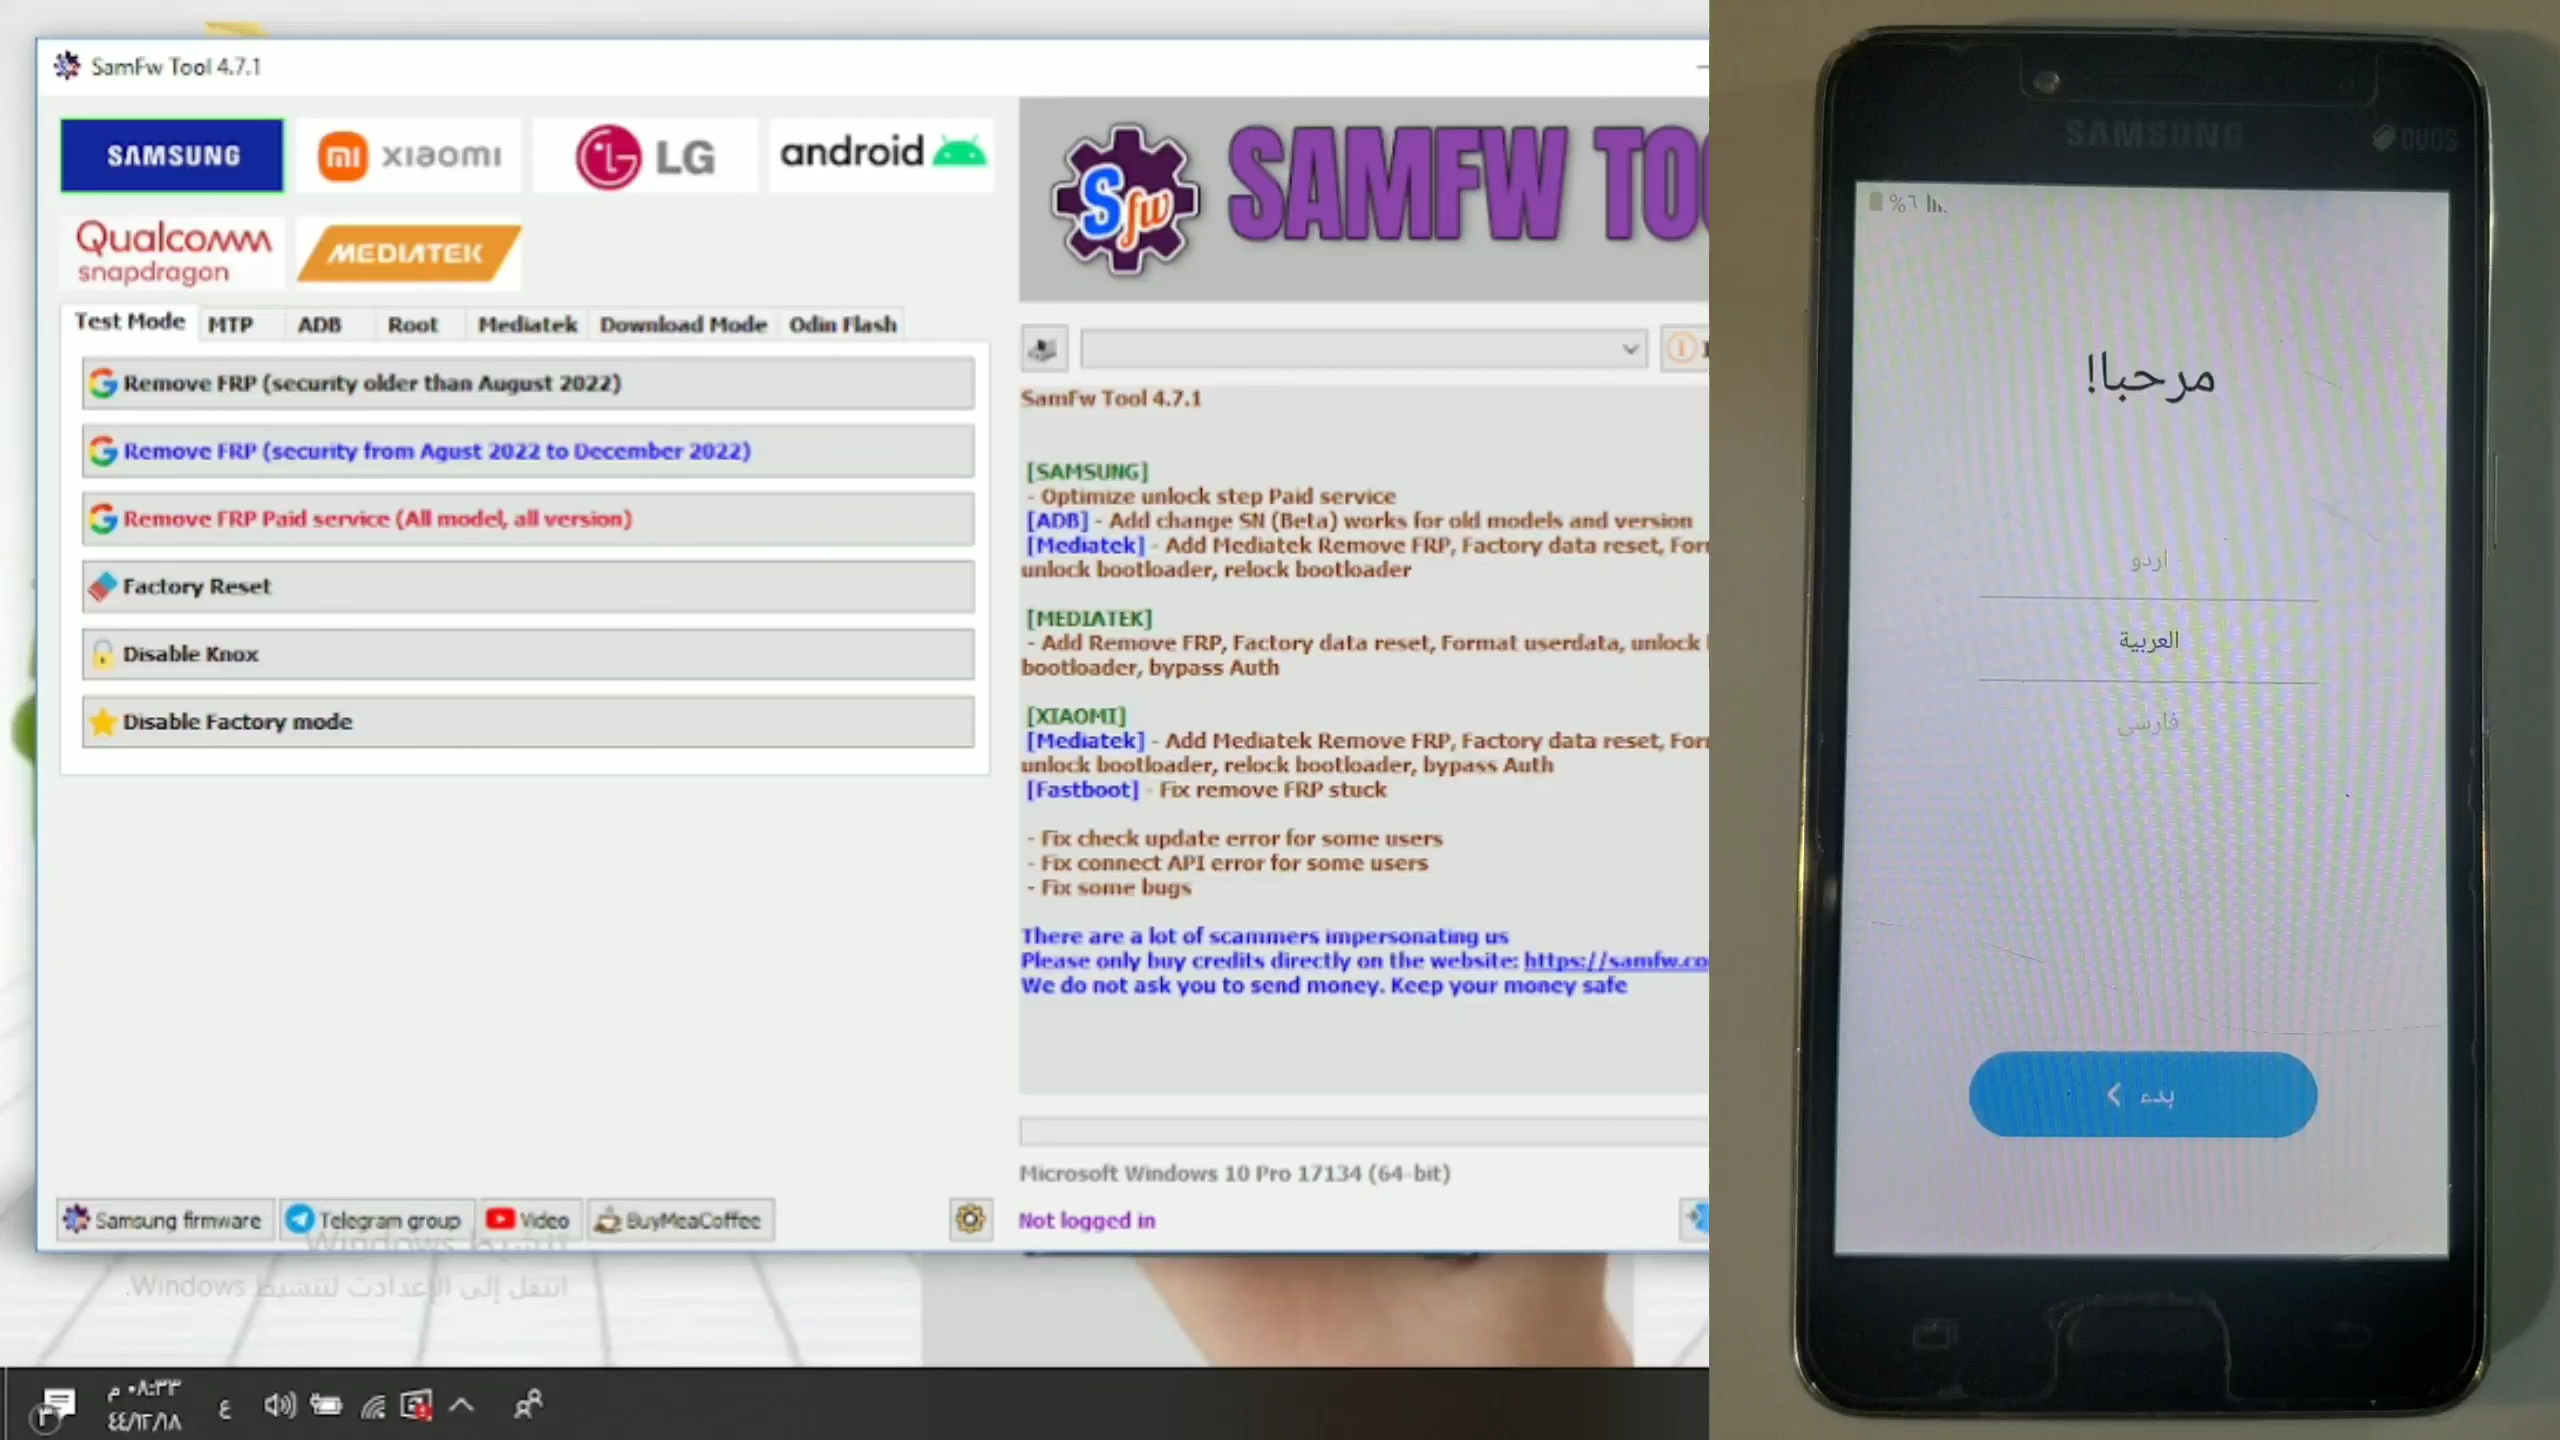 SamFw Tool 4.7.1
SAMSUNG
xiaomi
LG
android
Qualcomm
snapdragon
MEDIATEK
Test Mode
MTP
ADB
Root
Mediatek
Download Mode
Odin Flash
Remove FRP (security older than August 2022)
Remove FRP (security from Agust 2022 to December 2022)
Remove FRP Paid service (All model, all version)
Factory Reset
Disable Knox
Disable Factory mode
Sfw
SAMFW TOO
SamFw Tool 4.7.1
[SAMSUNG]
- Optimize unlock step Paid service
[ADB] - Add change SN (Beta) works for old models and version
[Mediatek] - Add Mediatek Remove FRP, Factory data reset, For
unlock bootloader, relock bootloader
[MEDIATEK]
- Add Remove FRP, Factory data reset, Format userdata, unlock
bootloader, bypass Auth
[XIAOMI]
[Mediatek] - Add Mediatek Remove FRP, Factory data reset, For
unlock bootloader, relock bootloader, bypass Auth
[Fastboot] - Fix remove FRP stuck
- Fix check update error for some users
- Fix connect API error for some users
- Fix some bugs
There are a lot of scammers impersonating us
Please only buy credits directly on the website: https://samfw.co
We do not ask you to send money. Keep your money safe
Microsoft Windows 10 Pro 17134 (64-bit)
Not logged in
Samsung firmware
Telegram group
Video
BuyMeaCoffee
تنشيط Windows
انتقل إلى الإعدادات لتنشيط Windows.
٠٨:٣٣ م
٤٤/١٢/١٨
ع
SAMSUNG
DUOS
%٦
مرحبا!
اردو
العربية
فارسی
بدء